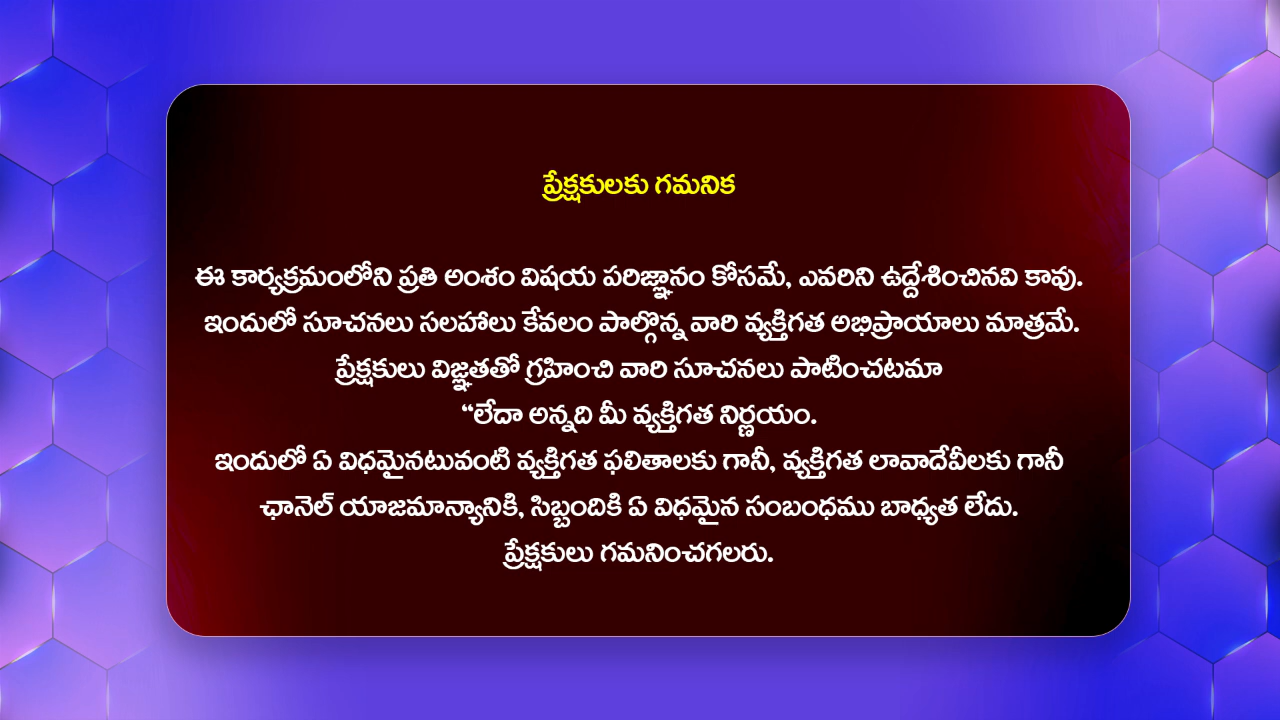 ప్రేక్షకులకు గమనిక
ఈ కార్యక్రమంలోని ప్రతి అంశం విషయ పరిజ్ఞానం కోసమే, ఎవరిని ఉద్దేశించినవి కావు.
ఇందులో సూచనలు సలహాలు కేవలం పాల్గొన్న వారి వ్యక్తిగత అభిప్రాయాలు మాత్రమే.
ప్రేక్షకులు విజ్ఞతతో గ్రహించి వారి సూచనలు పాటించటమా
“లేదా అన్నది మీ వ్యక్తిగత నిర్ణయం.
ఇందులో ఏ విధమైనటువంటి వ్యక్తిగత ఫలితాలకు గానీ, వ్యక్తిగత లావాదేవీలకు గానీ
ఛానెల్ యాజమాన్యానికి, సిబ్బందికి ఏ విధమైన సంబంధము బాధ్యత లేదు.
ప్రేక్షకులు గమనించగలరు.